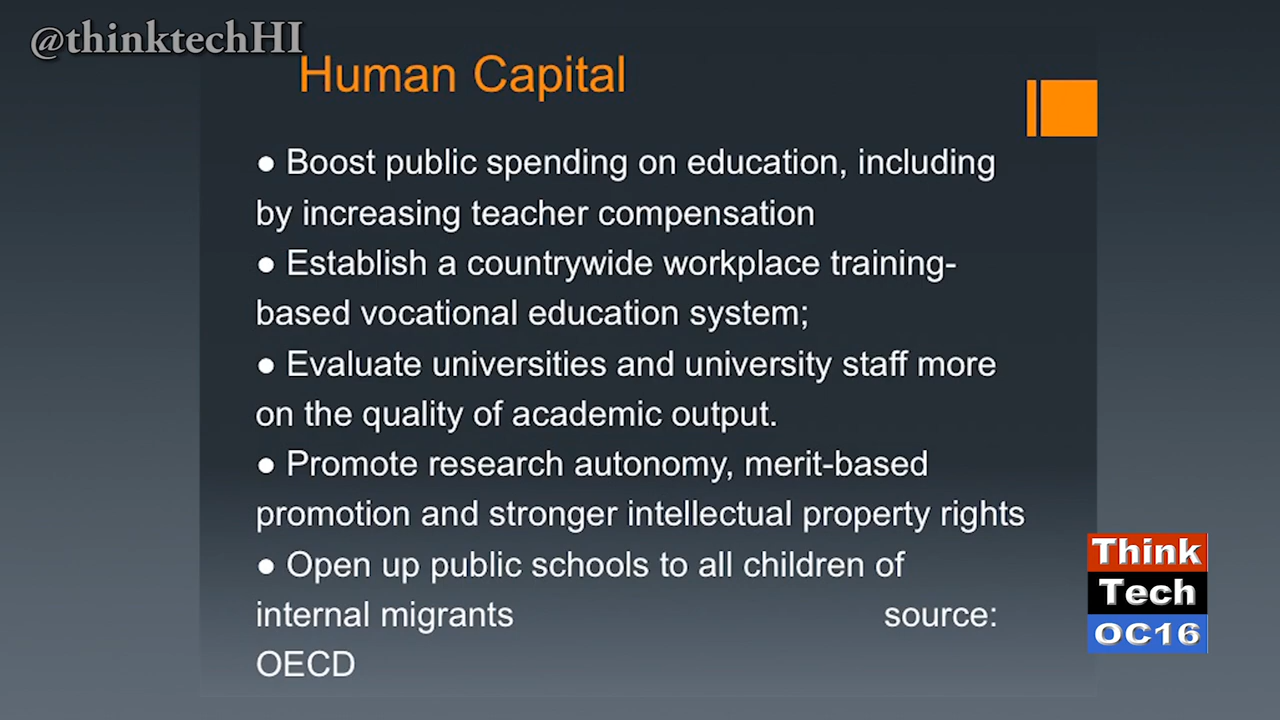 @thinktechHI
Human Capital
● Boost public spending on education, including
by increasing teacher compensation
● Establish a countrywide workplace training-
based vocational education system;
● Evaluate universities and university staff more
on the quality of academic output.
● Promote research autonomy, merit-based
promotion and stronger intellectual property rights
● Open up public schools to all children of
internal migrants source:
OECD
Think
Tech
OC16